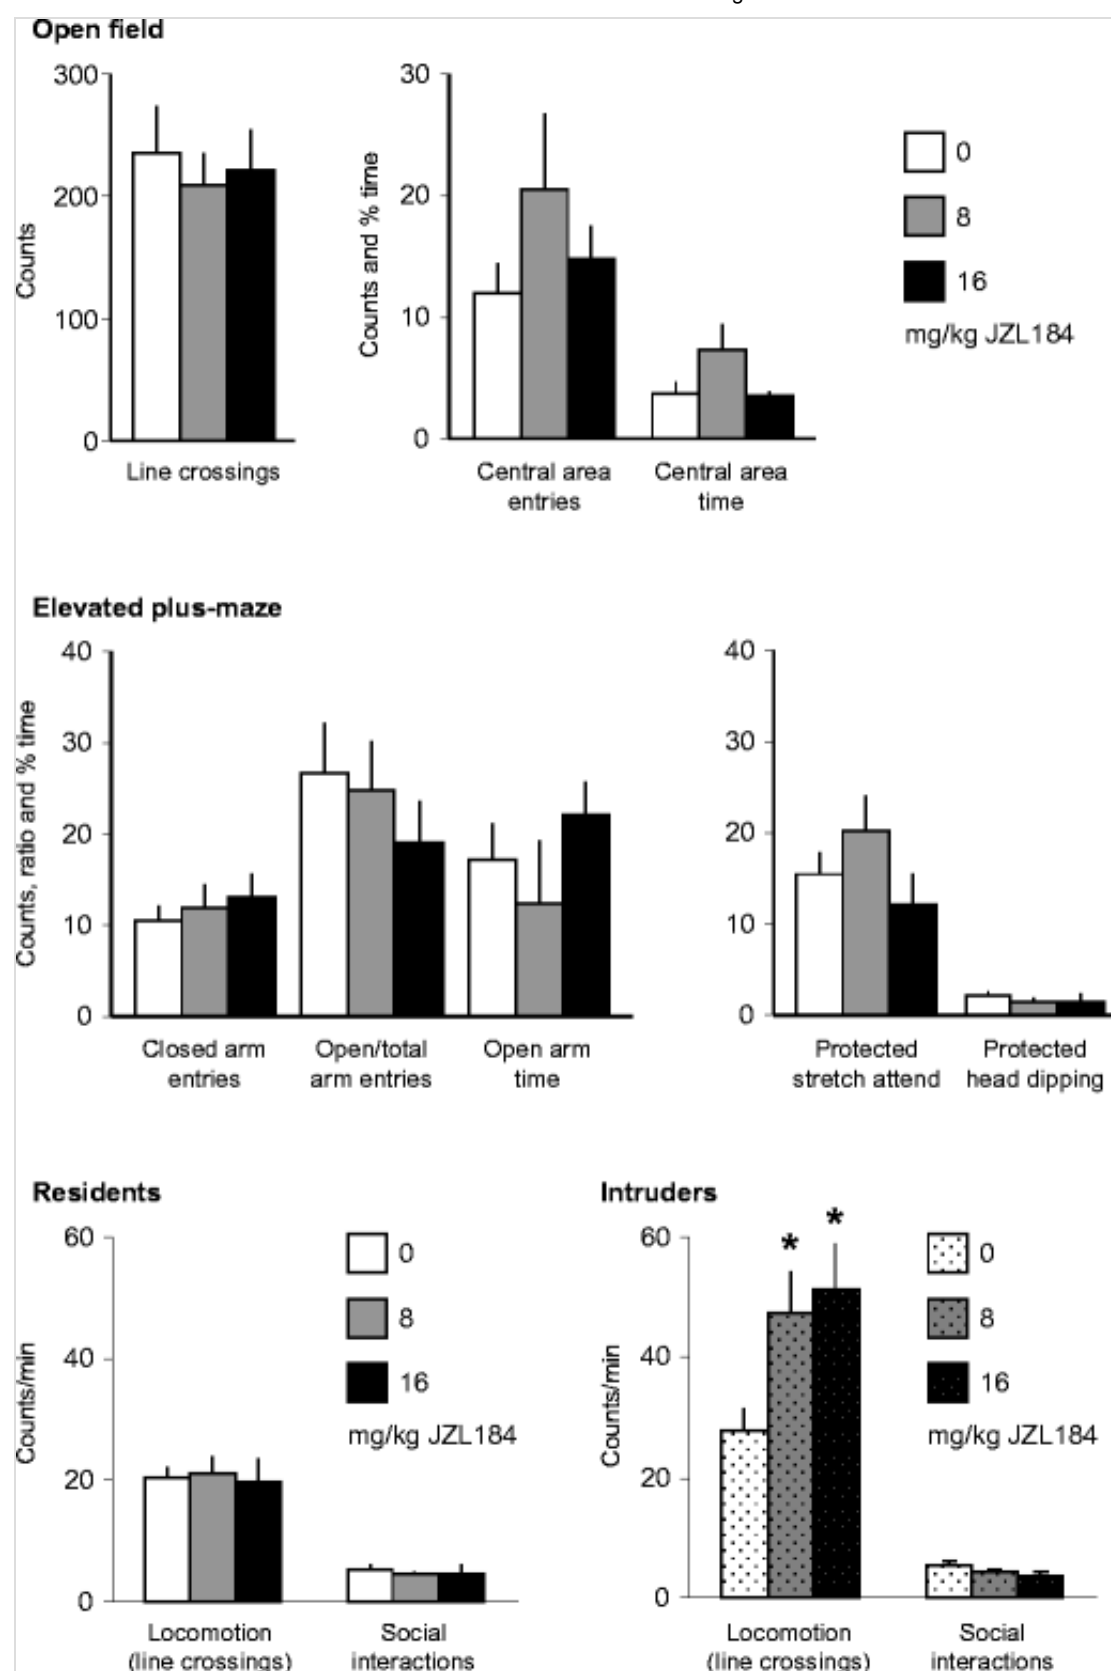 Open field
300
200
100
0
Counts
Line crossings
30
20
10
0
Counts and % time
Central area
entries
Central area
time
0
8
16
mg/kg JZL184
Elevated plus-maze
40
30
20
10
0
Counts, ratio and % time
Closed arm
entries
Open/total
arm entries
Open arm
time
40
30
20
10
0
Protected
stretch attend
Protected
head dipping
Residents
60
40
20
0
Counts/min
0
8
16
mg/kg JZL184
Locomotion
(line crossings)
Social
interactions
Intruders
60
40
20
0
Counts/min
*
*
0
8
16
mg/kg JZL184
Locomotion
(line crossings)
Social
interactions